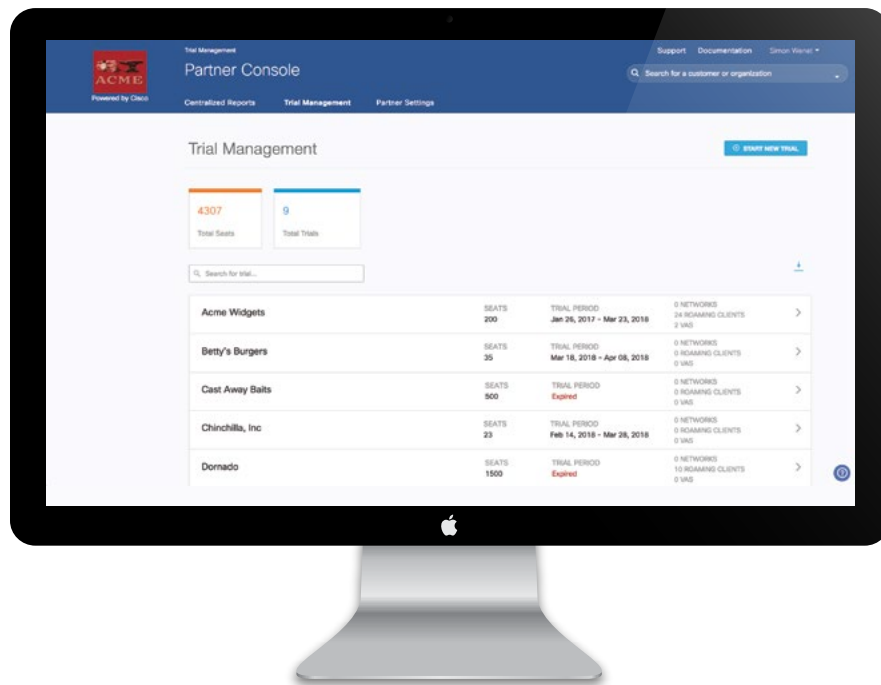 ACME
Powered by Cisco
Trial Management
Partner Console
Support Documentation Simon Wanat
Search for a customer or organization
Centralized Reports Trial Management Partner Settings
Trial Management
START NEW TRIAL
4307
Total Seats
9
Total Trials
Search for trial...
Acme Widgets
SEATS
200
TRIAL PERIOD
Jan 26, 2017 - Mar 23, 2018
0 NETWORKS
24 ROAMING CLIENTS
2 VAS
Betty's Burgers
SEATS
35
TRIAL PERIOD
Mar 18, 2018 - Apr 08, 2018
0 NETWORKS
0 ROAMING CLIENTS
0 VAS
Cast Away Baits
SEATS
500
TRIAL PERIOD
Expired
0 NETWORKS
0 ROAMING CLIENTS
0 VAS
Chinchilla, Inc
SEATS
23
TRIAL PERIOD
Feb 14, 2018 - Mar 28, 2018
0 NETWORKS
0 ROAMING CLIENTS
0 VAS
Dornado
SEATS
1500
TRIAL PERIOD
Expired
0 NETWORKS
10 ROAMING CLIENTS
0 VAS